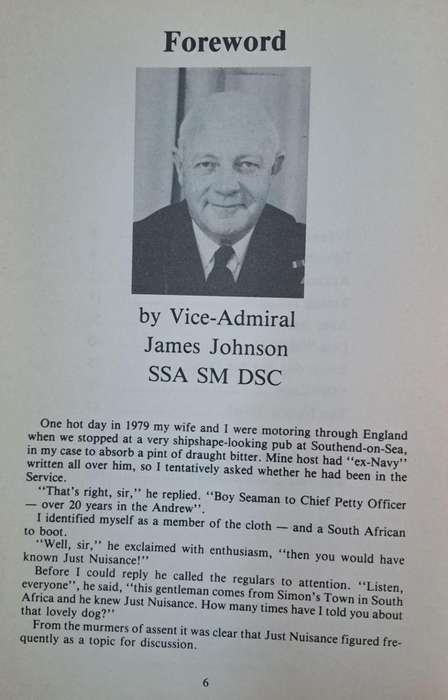 Foreword
by Vice-Admiral
James Johnson
SSA SM DSC
One hot day in 1979 my wife and I were motoring through England
when we stopped at a very shipshape-looking pub at Southend-on-Sea,
in my case to absorb a pint of draught bitter. Mine host had "ex-Navy"
written all over him, so I tentatively asked whether he had been in the
Service.
"That's right, sir," he replied. "Boy Seaman to Chief Petty Officer
— over 20 years in the Andrew".
I identified myself as a member of the cloth — and a South African
to boot.
"Well, sir," he exclaimed with enthusiasm, "then you would have
known Just Nuisance!"
Before I could reply he called the regulars to attention. "Listen,
everyone", he said, "this gentleman comes from Simon's Town in South
Africa and he knew Just Nuisance. How many times have I told you about
that lovely dog?"
From the murmers of assent it was clear that Just Nuisance figured fre-
quently as a topic for discussion.
6